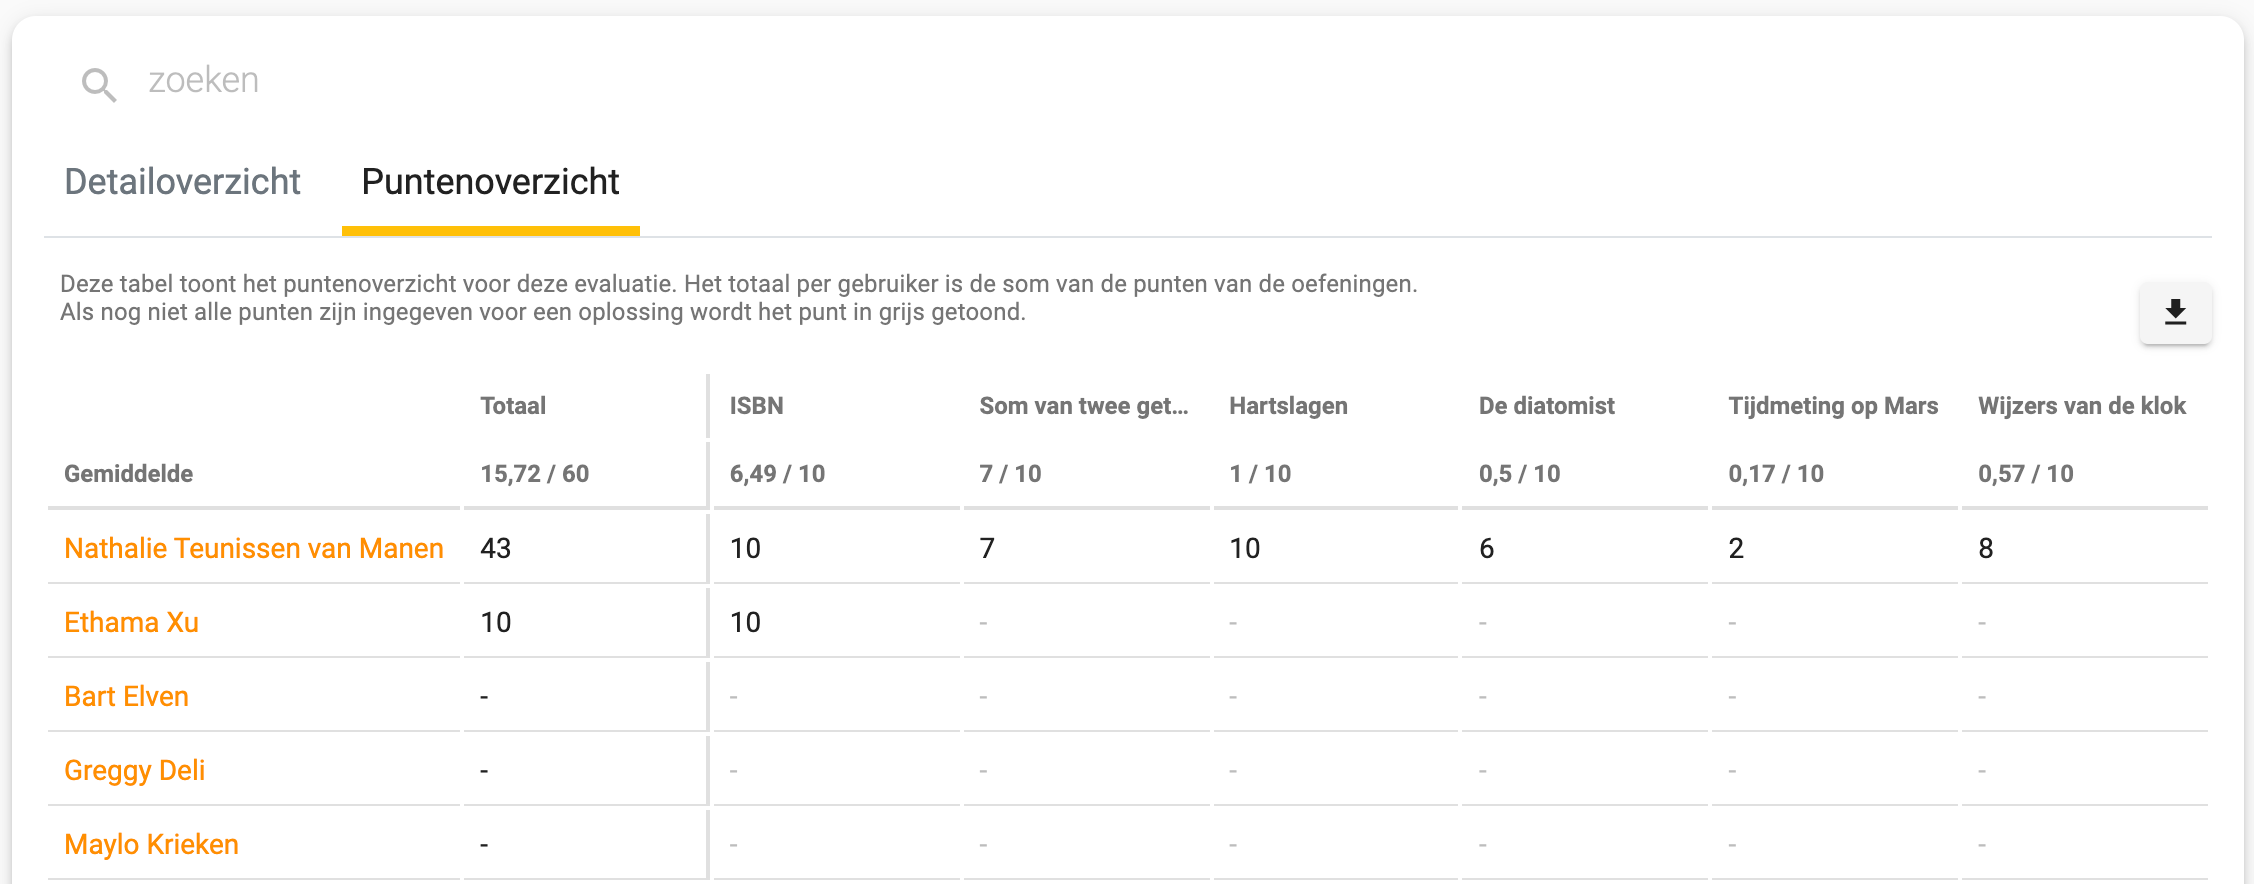 zoeken
Detailoverzicht Puntenoverzicht
Deze tabel toont het puntenoverzicht voor deze evaluatie. Het totaal per gebruiker is de som van de punten van de oefeningen.
Als nog niet alle punten zijn ingegeven voor een oplossing wordt het punt in grijs getoond.
Totaal ISBN Som van twee get... Hartslagen De diatomist Tijdmeting op Mars Wijzers van de klok
Gemiddelde 15,72 / 60 6,49 / 10 7 / 10 1 / 10 0,5 / 10 0,17 / 10 0,57 / 10
Nathalie Teunissen van Manen 43 10 7 10 6 2 8
Ethama Xu 10 10 - - - - -
Bart Elven - - - - - - -
Greggy Deli - - - - - - -
Maylo Krieken - - - - - - -